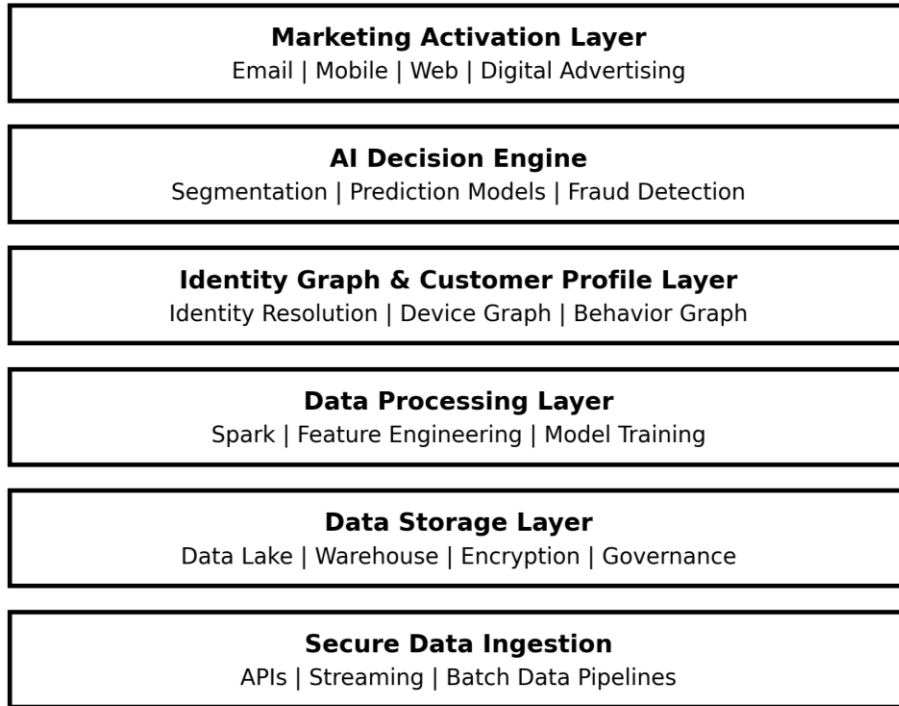 Marketing Activation Layer
Email | Mobile | Web | Digital Advertising
AI Decision Engine
Segmentation | Prediction Models | Fraud Detection
Identity Graph & Customer Profile Layer
Identity Resolution | Device Graph | Behavior Graph
Data Processing Layer
Spark | Feature Engineering | Model Training
Data Storage Layer
Data Lake | Warehouse | Encryption | Governance
Secure Data Ingestion
APIs | Streaming | Batch Data Pipelines